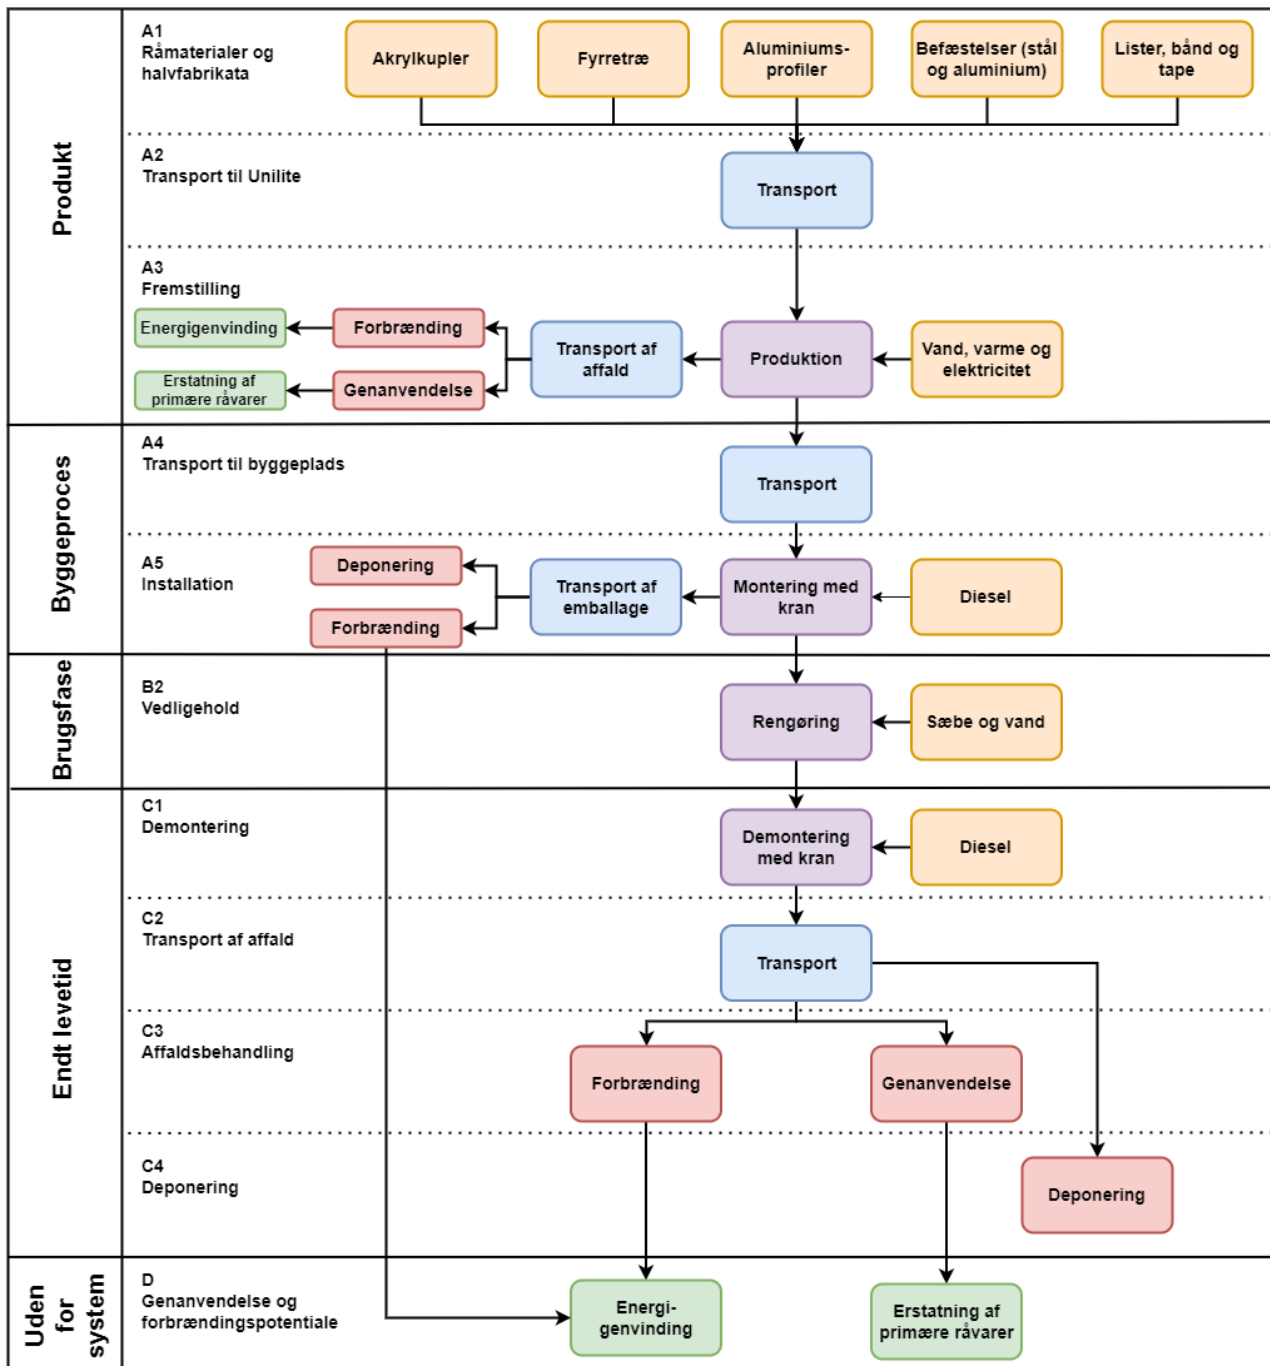 Produkt
A1
Råmaterialer og
halvfabrikata
Akrylkupler
Fyrretræ
Aluminiums-
profiler
Befæstelser (stål
og aluminium)
Lister, bånd og
tape
A2
Transport til Unilite
Transport
A3
Fremstilling
Energigenvinding
Forbrænding
Erstatning af
primære råvarer
Genanvendelse
Transport af
affald
Produktion
Vand, varme og
elektricitet
Byggeproces
A4
Transport til byggeplads
Transport
A5
Installation
Deponering
Forbrænding
Transport af
emballage
Montering med
kran
Diesel
Brugsfase
B2
Vedligehold
Rengøring
Sæbe og vand
Endt levetid
C1
Demontering
Demontering
med kran
Diesel
C2
Transport af affald
Transport
C3
Affaldsbehandling
Forbrænding
Genanvendelse
C4
Deponering
Deponering
Uden
for
system
D
Genanvendelse og
forbrændingspotentiale
Energi-
genvinding
Erstatning af
primære råvarer